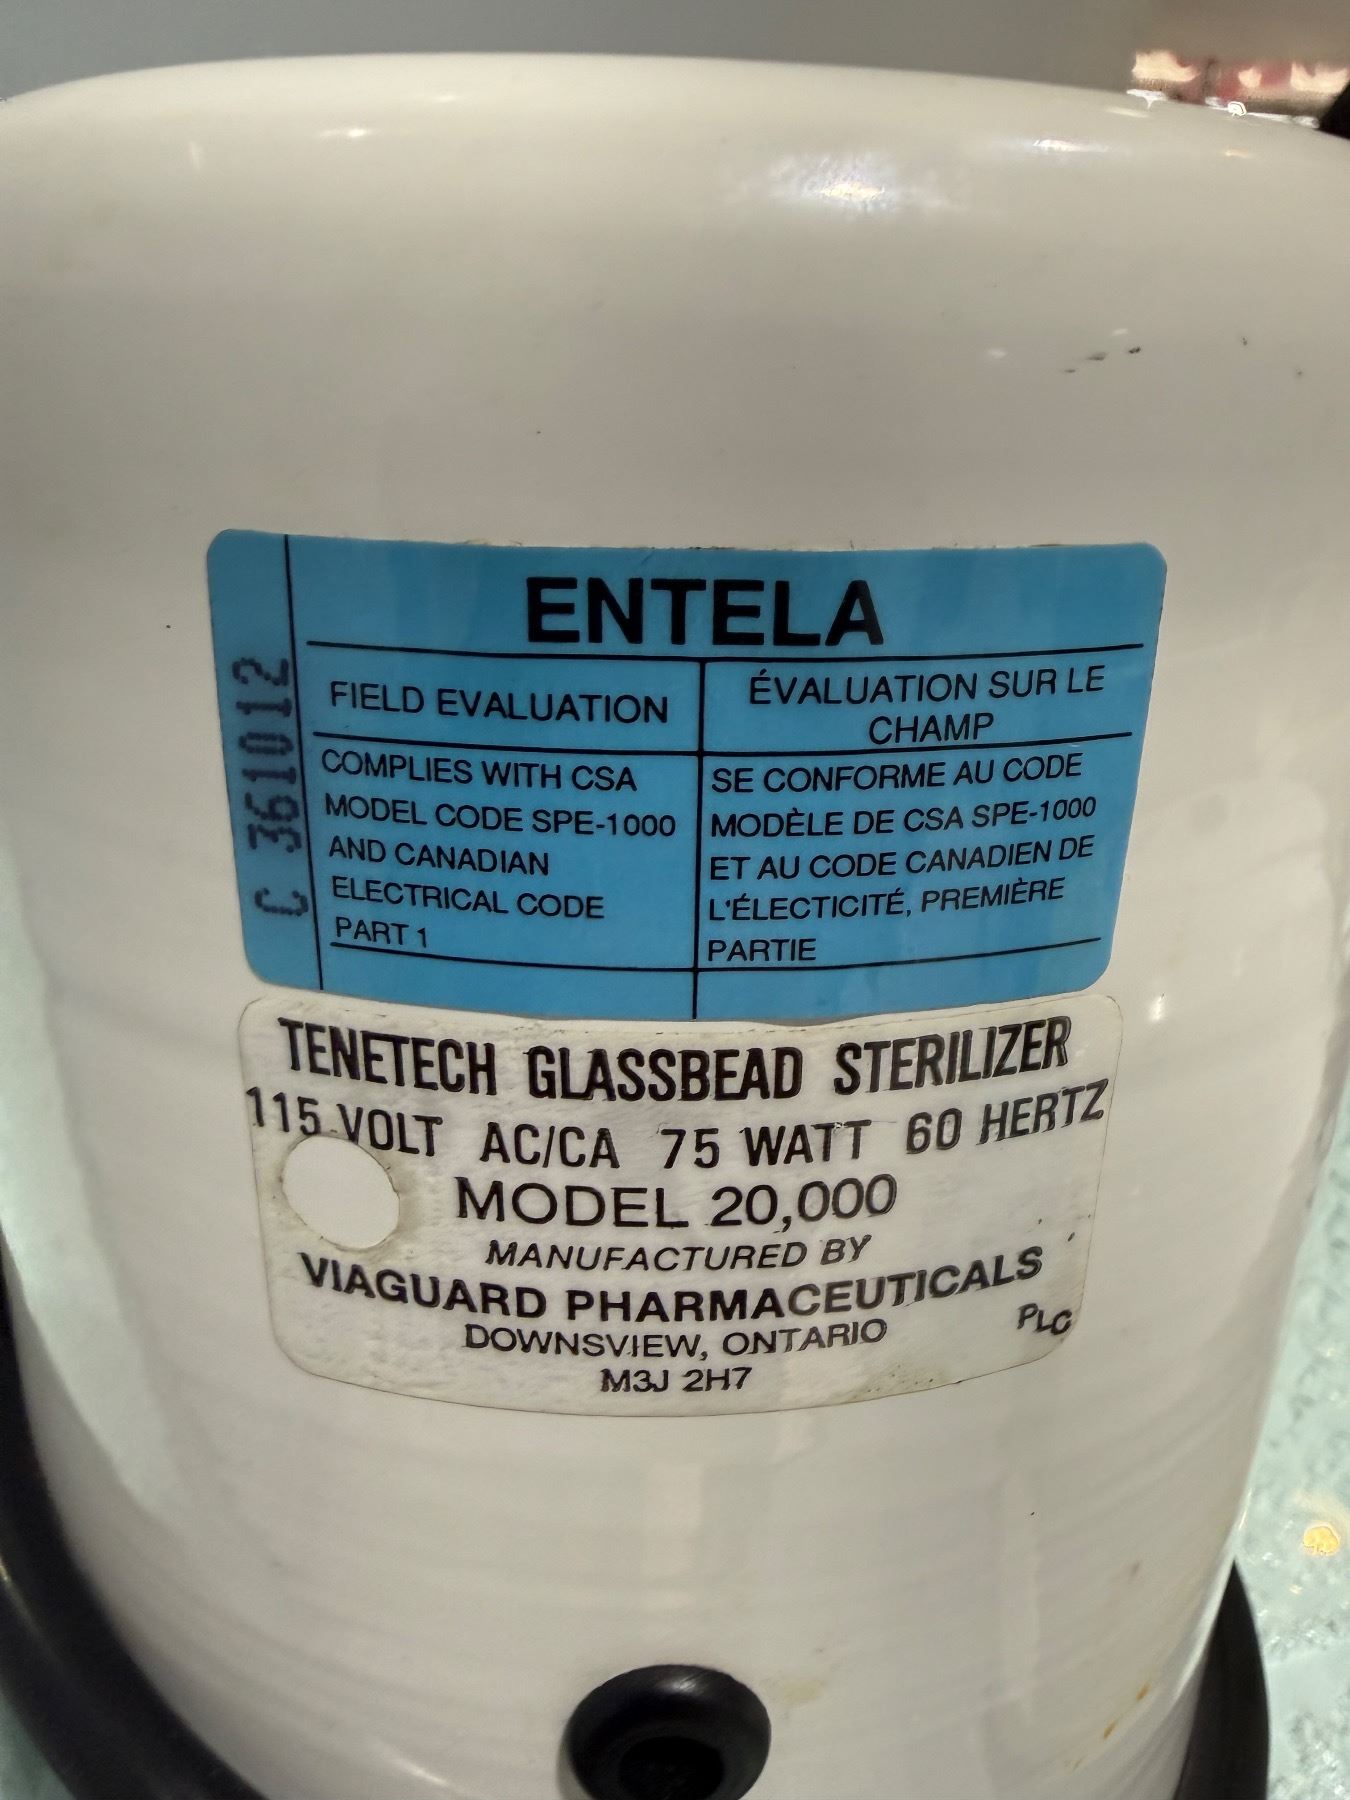 ENTELA
FIELD EVALUATION
COMPLIES WITH CSA
MODEL CODE SPE-1000
AND CANADIAN
ELECTRICAL CODE
PART 1
ÉVALUATION SUR LE
CHAMP
SE CONFORME AU CODE
MODÈLE DE CSA SPE-1000
ET AU CODE CANADIEN DE
L'ÉLECTICITÉ, PREMIÈRE
PARTIE
C 361012
TENETECH GLASSBEAD STERILIZER
115 VOLT AC/CA 75 WATT 60 HERTZ
MODEL 20,000
MANUFACTURED BY
VIAGUARD PHARMACEUTICALS
PLC
DOWNSVIEW, ONTARIO
M3J 2H7